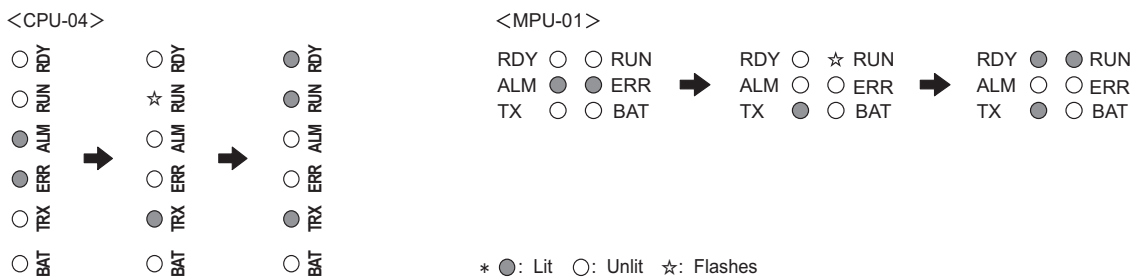 <CPU-04>
RDY RDY RDY
RUN RUN RUN
ALM ALM ALM
ERR ERR ERR
TRX TRX TRX
BAT BAT BAT
<MPU-01>
RDY RUN RDY RUN RDY RUN
ALM ERR ALM ERR ALM ERR
TX BAT TX BAT TX BAT
* ●: Lit ○: Unlit ☆: Flashes